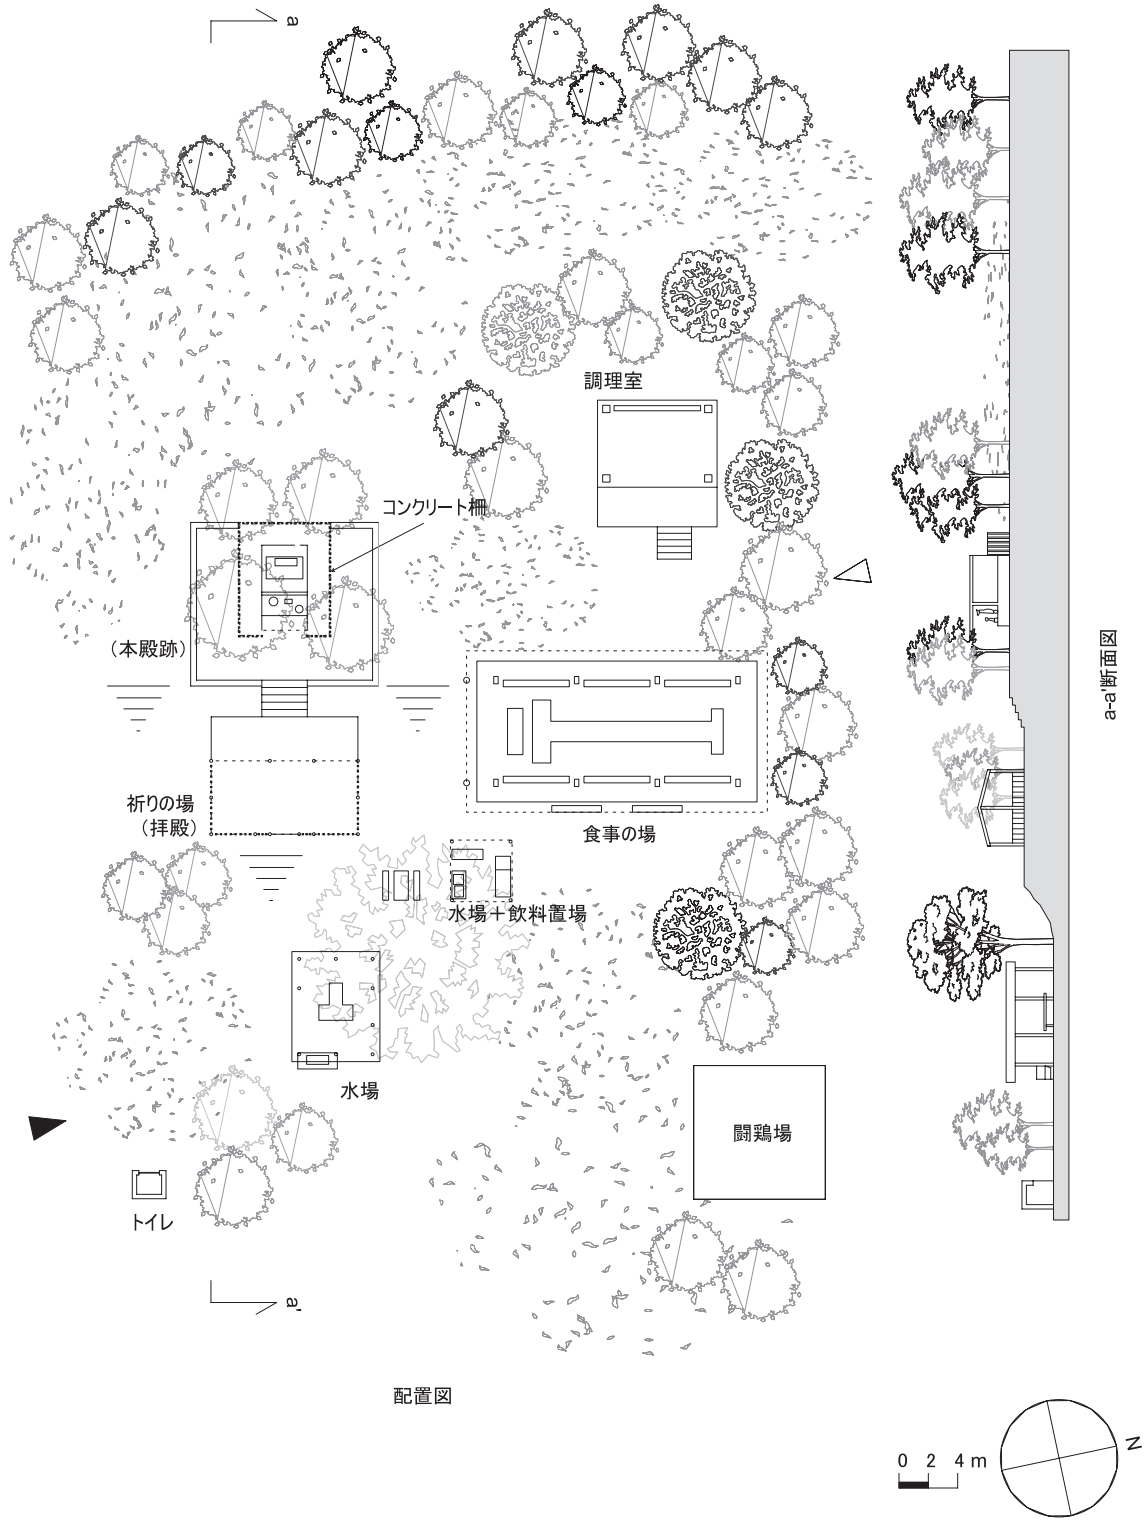 a
調理室
コンクリート柵
（本殿跡）
a-a'断面図
祈りの場
（拝殿）
食事の場
水場＋飲料置場
水場
闘鶏場
トイレ
a'
配置図
N
0 2 4 m